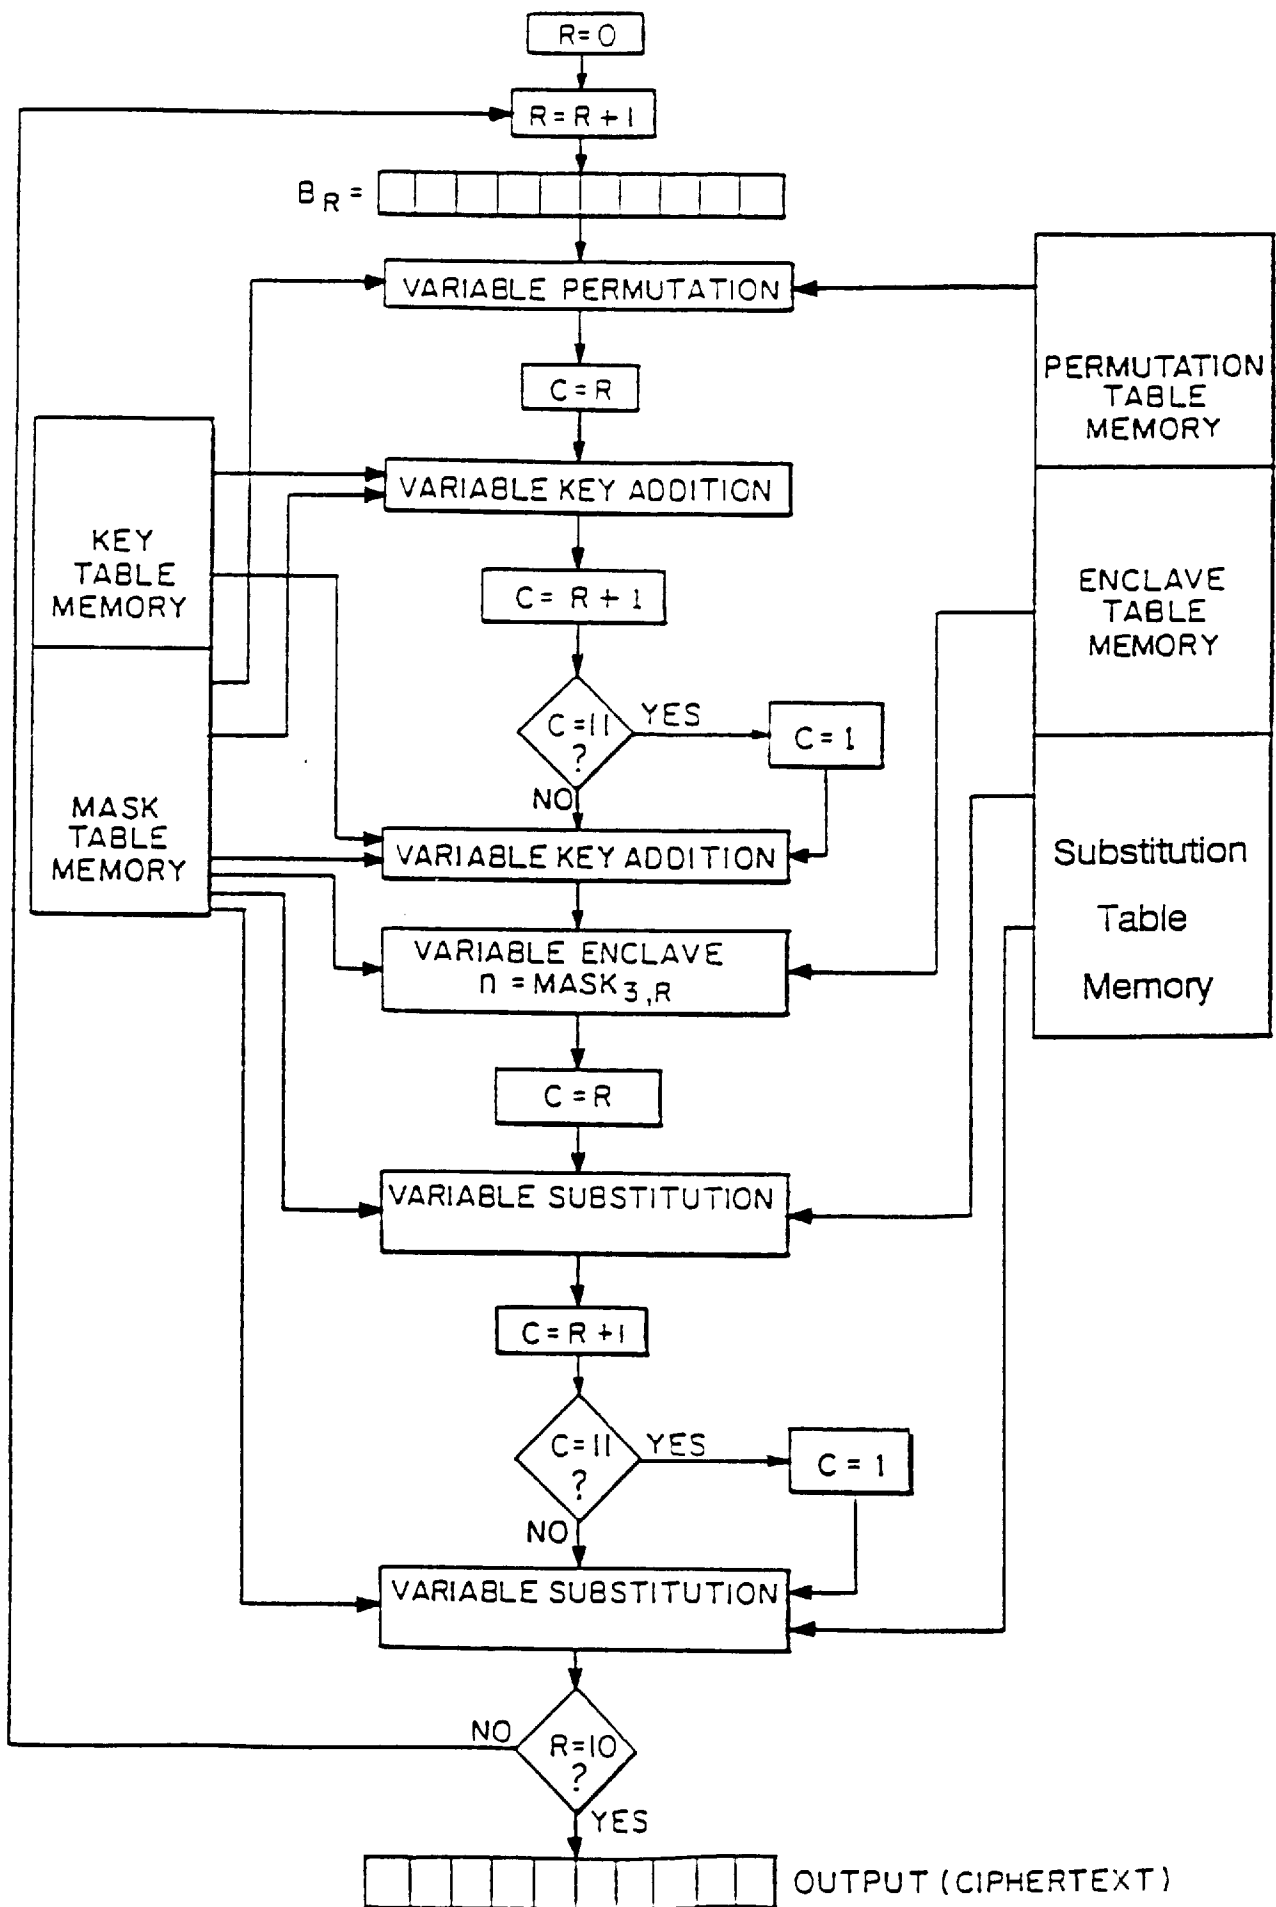 R=0
R=R+1
B R =
VARIABLE PERMUTATION
C=R
VARIABLE KEY ADDITION
C=R+1
C=11
?
YES
C=1
NO
VARIABLE KEY ADDITION
VARIABLE ENCLAVE
n=MASK3,R
C=R
VARIABLE SUBSTITUTION
C=R+1
C=11
?
YES
C=1
NO
VARIABLE SUBSTITUTION
NO
R=10
?
YES
OUTPUT (CIPHERTEXT)
KEY
TABLE
MEMORY
MASK
TABLE
MEMORY
PERMUTATION
TABLE
MEMORY
ENCLAVE
TABLE
MEMORY
Substitution
Table
Memory